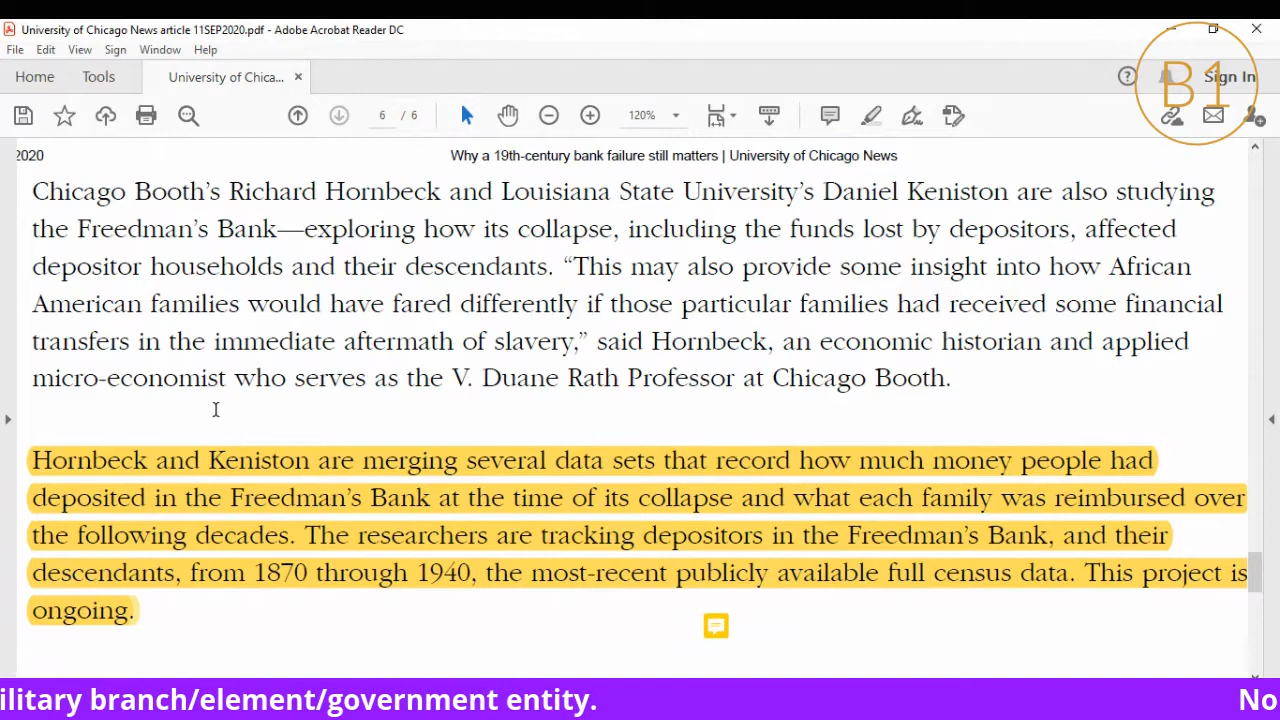 University of Chicago News article 11SEP2020.pdf - Adobe Acrobat Reader DC
File Edit View Sign Window Help
Home Tools University of Chica... × Sign In
6 / 6 120%
B1
2020 Why a 19th-century bank failure still matters | University of Chicago News
Chicago Booth’s Richard Hornbeck and Louisiana State University’s Daniel Keniston are also studying
the Freedman’s Bank—exploring how its collapse, including the funds lost by depositors, affected
depositor households and their descendants. “This may also provide some insight into how African
American families would have fared differently if those particular families had received some financial
transfers in the immediate aftermath of slavery,” said Hornbeck, an economic historian and applied
micro-economist who serves as the V. Duane Rath Professor at Chicago Booth.
Hornbeck and Keniston are merging several data sets that record how much money people had
deposited in the Freedman’s Bank at the time of its collapse and what each family was reimbursed over
the following decades. The researchers are tracking depositors in the Freedman’s Bank, and their
descendants, from 1870 through 1940, the most-recent publicly available full census data. This project is
ongoing.
ilitary branch/element/government entity. No